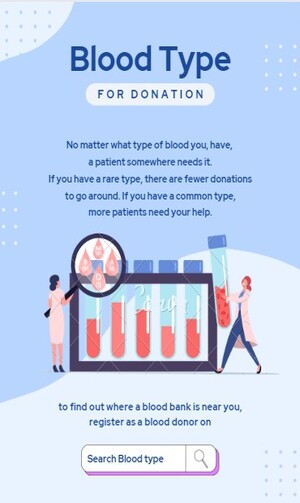 Blood Type
FOR DONATION
No matter what type of blood you, have,
a patient somewhere needs it.
If you have a rare type, there are fewer donations
to go around. If you have a common type,
more patients need your help.
Canva
to find out where a blood bank is near you,
register as a blood donor on
Search Blood type